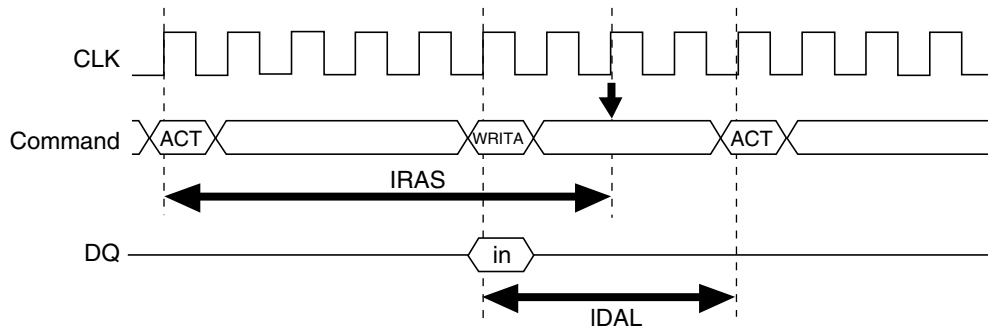 CLK
Command ACT WRITA ACT
IRAS
DQ in
IDAL